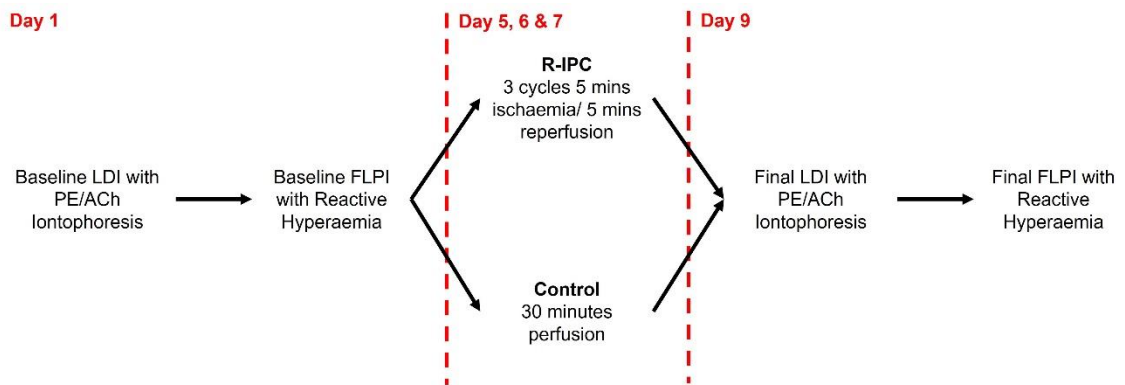 Day 1
Day 5, 6 & 7
Day 9
R-IPC
3 cycles 5 mins
ischaemia/ 5 mins
reperfusion
Baseline LDI with
PE/ACh
Iontophoresis
Baseline FLPI
with Reactive
Hyperaemia
Control
30 minutes
perfusion
Final LDI with
PE/ACh
Iontophoresis
Final FLPI with
Reactive
Hyperaemia